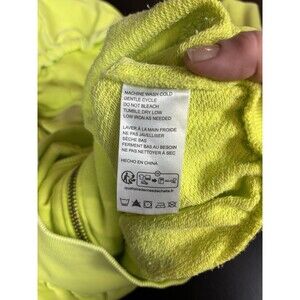 MACHINE WASH COLD
GENTLE CYCLE
DO NOT BLEACH
TUMBLE DRY LOW
LOW IRON AS NEEDED
LAVER À LA MAIN FROIDE
NE PAS JAVELLISER
SÈCHE BAS
FERMENT BAS AU BESOIN
NE PAS NETTOYER À SEC
HECHO EN CHINA